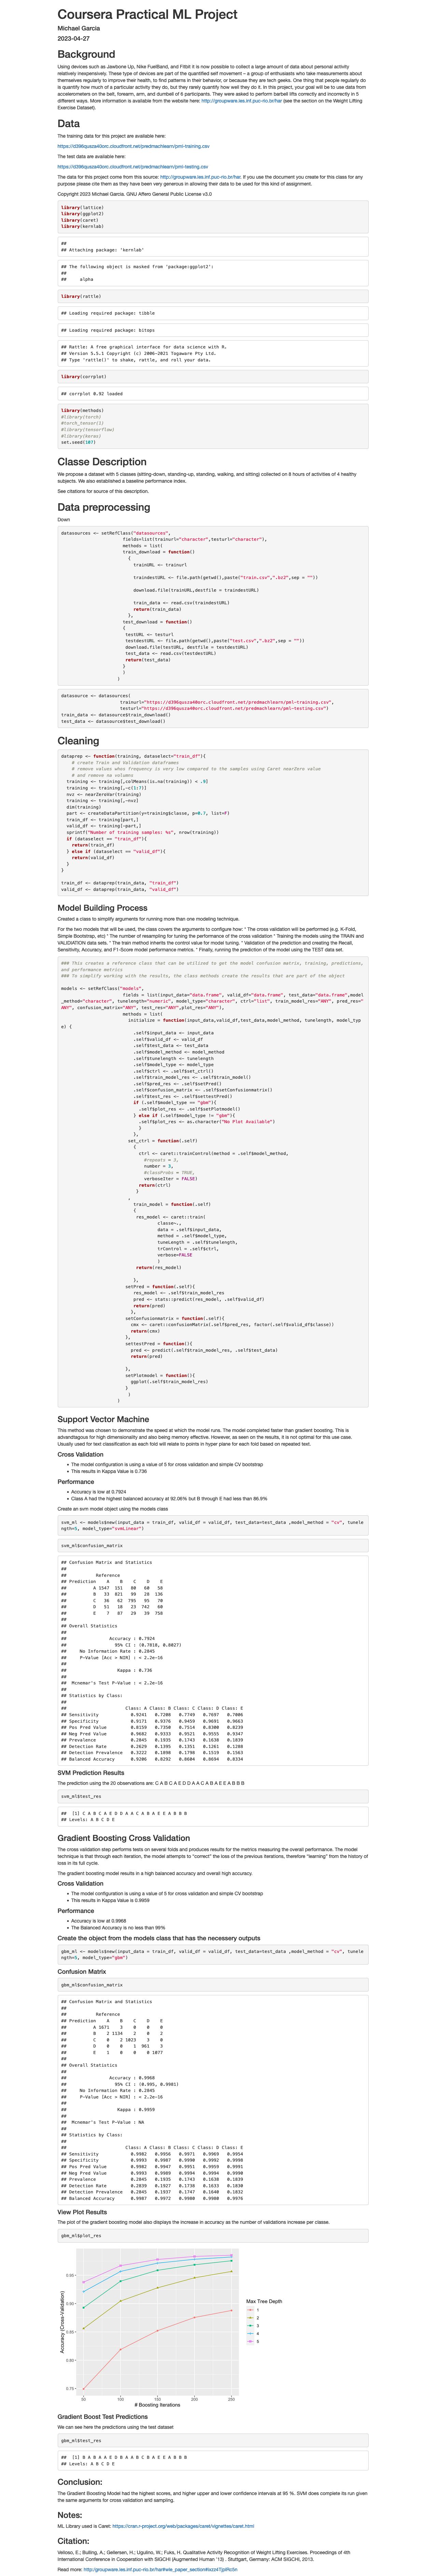 Coursera Practical ML Project
Michael Garcia
2023-04-27
Background
Using devices such as Jawbone Up, Nike FuelBand, and Fitbit it is now possible to collect a large amount of data about personal activity
relatively inexpensively. These type of devices are part of the quantified self movement – a group of enthusiasts who take measurements about
themselves regularly to improve their health, to find patterns in their behavior, or because they are tech geeks. One thing that people regularly do
is quantify how much of a particular activity they do, but they rarely quantify how well they do it. In this project, your goal will be to use data from
accelerometers on the belt, forearm, arm, and dumbell of 6 participants. They were asked to perform barbell lifts correctly and incorrectly in 5
different ways. More information is available from the website here: http://groupware.les.inf.puc-rio.br/har (see the section on the Weight Lifting
Exercise Dataset).
Data
The training data for this project are available here:
https://d396qusza40orc.cloudfront.net/predmachlearn/pml-training.csv
The test data are available here:
https://d396qusza40orc.cloudfront.net/predmachlearn/pml-testing.csv
The data for this project come from this source: http://groupware.les.inf.puc-rio.br/har. If you use the document you create for this class for any
purpose please cite them as they have been very generous in allowing their data to be used for this kind of assignment.
Copyright 2023 Michael Garcia. GNU Affero General Public License v3.0
library(lattice)
library(ggplot2)
library(caret)
library(kernlab)
##
## Attaching package: 'kernlab'
## The following object is masked from 'package:ggplot2':
##
## alpha
library(rattle)
## Loading required package: tibble
## Loading required package: bitops
## Rattle: A free graphical interface for data science with R.
## Version 5.5.1 Copyright (c) 2006-2021 Togaware Pty Ltd.
## Type 'rattle()' to shake, rattle, and roll your data.
library(corrplot)
## corrplot 0.92 loaded
library(methods)
#library(torch)
#torch_tensor(1)
#library(tensorflow)
#library(keras)
set.seed(107)
Classe Description
We propose a dataset with 5 classes (sitting-down, standing-up, standing, walking, and sitting) collected on 8 hours of activities of 4 healthy
subjects. We also established a baseline performance index.
See citations for source of this description.
Data preprocessing
Down
datasources <- setRefClass("datasources",
fields=list(trainurl="character",testurl="character"),
methods = list(
train_download = function()
{
trainURL <- trainurl
traindestURL <- file.path(getwd(),paste("train.csv",".bz2",sep = ""))
download.file(trainURL,destfile = traindestURL)
train_data <- read.csv(traindestURL)
return(train_data)
},
test_download = function()
{
testURL <- testurl
testdestURL <- file.path(getwd(),paste("test.csv",".bz2",sep = ""))
download.file(testURL, destfile = testdestURL)
test_data <- read.csv(testdestURL)
return(test_data)
}
)
)
datasource <- datasources(
trainurl="https://d396qusza40orc.cloudfront.net/predmachlearn/pml-training.csv",
testurl="https://d396qusza40orc.cloudfront.net/predmachlearn/pml-testing.csv")
train_data <- datasource$train_download()
test_data <- datasource$test_download()
Cleaning
dataprep <- function(training, dataselect="train_df"){
# create Train and Validation dataframes
# remove values whos frequency is very low compared to the samples using Caret nearZero value
# and remove na volumes
training <- training[,colMeans(is.na(training)) < .9]
training <- training[,-c(1:7)]
nvz <- nearZeroVar(training)
training <- training[,-nvz]
dim(training)
part <- createDataPartition(y=training$classe, p=0.7, list=F)
train_df <- training[part,]
valid_df <- training[-part,]
sprintf("Number of training samples: %s", nrow(training))
if (dataselect == "train_df"){
return(train_df)
} else if (dataselect == "valid_df"){
return(valid_df)
}
}
train_df <- dataprep(train_data, "train_df")
valid_df <- dataprep(train_data, "valid_df")
Model Building Process
Created a class to simplify arguments for running more than one modeling technique.
For the two models that will be used, the class covers the arguments to configure how: * The cross validation will be performed (e.g. K-Fold,
Simple Bootstrap, etc) * The number of resampling for tuning the performance of the cross validation * Training the models using the TRAIN and
VALIDATION data sets. * The train method inherits the control value for model tuning. * Validation of the prediction and creating the Recall,
Sensitivity, Accuracy, and F1-Score model performance metrics. * Finally, running the prediction of the model using the TEST data set.
### This creates a reference class that can be utilized to get the model confusion matrix, training, predictions,
and performance metrics
### To simplify working with the results, the class methods create the results that are part of the object
models <- setRefClass("models",
fields = list(input_data="data.frame", valid_df="data.frame", test_data="data.frame",model
_method="character", tunelength="numeric", model_type="character", ctrl="list", train_model_res="ANY", pred_res="
ANY", confusion_matrix="ANY", test_res="ANY",plot_res="ANY"),
methods = list(
initialize = function(input_data,valid_df,test_data,model_method, tunelength, model_typ
e) {
.self$input_data <- input_data
.self$valid_df <- valid_df
.self$test_data <- test_data
.self$model_method <- model_method
.self$tunelength <- tunelength
.self$model_type <- model_type
.self$ctrl <- .self$set_ctrl()
.self$train_model_res <- .self$train_model()
.self$pred_res <- .self$setPred()
.self$confusion_matrix <- .self$setConfusionmatrix()
.self$test_res <- .self$settestPred()
if (.self$model_type == "gbm"){
.self$plot_res <- .self$setPlotmodel()
} else if (.self$model_type != "gbm"){
.self$plot_res <- as.character("No Plot Available")
}
},
set_ctrl = function(.self)
{
ctrl <- caret::trainControl(method = .self$model_method,
#repeats = 3,
number = 3,
#classProbs = TRUE,
verboseIter = FALSE)
return(ctrl)
}
,
train_model = function(.self)
{
res_model <- caret::train(
classe~.,
data = .self$input_data,
method = .self$model_type,
tuneLength = .self$tunelength,
trControl = .self$ctrl,
verbose=FALSE
)
return(res_model)
},
setPred = function(.self){
res_model <- .self$train_model_res
pred <- stats::predict(res_model, .self$valid_df)
return(pred)
},
setConfusionmatrix = function(.self){
cmx <- caret::confusionMatrix(.self$pred_res, factor(.self$valid_df$classe))
return(cmx)
},
settestPred = function(){
pred <- predict(.self$train_model_res, .self$test_data)
return(pred)
},
setPlotmodel = function(){
ggplot(.self$train_model_res)
}
)
)
Support Vector Machine
This method was chosen to demonstrate the speed at which the model runs. The model completed faster than gradient boosting. This is
advandtagous for high dimensionality and also being memory effective. However, as seen on the results, it is not optimal for this use case.
Usually used for text classification as each fold will relate to points in hyper plane for each fold based on repeated text.
Cross Validation
• The model configuration is using a value of 5 for cross validation and simple CV bootstrap
• This results in Kappa Value is 0.736
Performance
• Accuracy is low at 0.7924
• Class A had the highest balanced accuracy at 92.06% but B through E had less than 86.9%
Create an svm model object using the models class
svm_ml <- models$new(input_data = train_df, valid_df = valid_df, test_data=test_data ,model_method = "cv", tunele
ngth=5, model_type="svmLinear")
svm_ml$confusion_matrix
## Confusion Matrix and Statistics
##
## Reference
## Prediction A B C D E
## A 1547 151 80 60 58
## B 33 821 99 28 136
## C 36 62 795 95 70
## D 51 18 23 742 60
## E 7 87 29 39 758
##
## Overall Statistics
##
## Accuracy : 0.7924
## 95% CI : (0.7818, 0.8027)
## No Information Rate : 0.2845
## P-Value [Acc > NIR] : < 2.2e-16
##
## Kappa : 0.736
##
## Mcnemar's Test P-Value : < 2.2e-16
##
## Statistics by Class:
##
## Class: A Class: B Class: C Class: D Class: E
## Sensitivity 0.9241 0.7208 0.7749 0.7697 0.7006
## Specificity 0.9171 0.9376 0.9459 0.9691 0.9663
## Pos Pred Value 0.8159 0.7350 0.7514 0.8300 0.8239
## Neg Pred Value 0.9682 0.9333 0.9521 0.9555 0.9347
## Prevalence 0.2845 0.1935 0.1743 0.1638 0.1839
## Detection Rate 0.2629 0.1395 0.1351 0.1261 0.1288
## Detection Prevalence 0.3222 0.1898 0.1798 0.1519 0.1563
## Balanced Accuracy 0.9206 0.8292 0.8604 0.8694 0.8334
SVM Prediction Results
The prediction using the 20 observations are: C A B C A E D D A A C A B A E E A B B B
svm_ml$test_res
## [1] C A B C A E D D A A C A B A E E A B B B
## Levels: A B C D E
Gradient Boosting Cross Validation
The cross validation step performs tests on several folds and produces results for the metrics measuring the overall performance. The model
technique is that through each iteration, the model attempts to "correct" the loss of the previous iterations, therefore "learning" from the history of
loss in its full cycle.
The gradient boosting model results in a high balanced accuracy and overall high accuracy.
Cross Validation
• The model configuration is using a value of 5 for cross validation and simple CV bootstrap
• This results in Kappa Value is 0.9959
Performance
• Accuracy is low at 0.9968
• The Balanced Accuracy is no less than 99%
Create the object from the models class that has the necessery outputs
gbm_ml <- models$new(input_data = train_df, valid_df = valid_df, test_data=test_data ,model_method = "cv", tunele
ngth=5, model_type="gbm")
Confusion Matrix
gbm_ml$confusion_matrix
## Confusion Matrix and Statistics
##
## Reference
## Prediction A B C D E
## A 1671 3 0 0 0
## B 2 1134 2 0 2
## C 0 2 1023 3 0
## D 0 0 1 961 3
## E 1 0 0 0 1077
##
## Overall Statistics
##
## Accuracy : 0.9968
## 95% CI : (0.995, 0.9981)
## No Information Rate : 0.2845
## P-Value [Acc > NIR] : < 2.2e-16
##
## Kappa : 0.9959
##
## Mcnemar's Test P-Value : NA
##
## Statistics by Class:
##
## Class: A Class: B Class: C Class: D Class: E
## Sensitivity 0.9982 0.9956 0.9971 0.9969 0.9954
## Specificity 0.9993 0.9987 0.9990 0.9992 0.9998
## Pos Pred Value 0.9982 0.9947 0.9951 0.9959 0.9991
## Neg Pred Value 0.9993 0.9989 0.9994 0.9994 0.9990
## Prevalence 0.2845 0.1935 0.1743 0.1638 0.1839
## Detection Rate 0.2839 0.1927 0.1738 0.1633 0.1830
## Detection Prevalence 0.2845 0.1937 0.1747 0.1640 0.1832
## Balanced Accuracy 0.9987 0.9972 0.9980 0.9980 0.9976
View Plot Results
The plot of the gradient boosting model also displays the increase in accuracy as the number of validations increase per classe.
gbm_ml$plot_res
Accuracy (Cross-Validation)
0.95
0.90
0.85
0.80
0.75
50 100 150 200 250
# Boosting Iterations
Max Tree Depth
1
2
3
4
5
Gradient Boost Test Predictions
We can see here the predictions using the test dataset
gbm_ml$test_res
## [1] B A B A A E D B A A B C B A E E A B B B
## Levels: A B C D E
Conclusion:
The Gradient Boosting Model had the highest scores, and higher upper and lower confidence intervals at 95 %. SVM does complete its run given
the same arguments for cross validation and sampling.
Notes:
ML Library used is Caret: https://cran.r-project.org/web/packages/caret/vignettes/caret.html
Citation:
Velloso, E.; Bulling, A.; Gellersen, H.; Ugulino, W.; Fuks, H. Qualitative Activity Recognition of Weight Lifting Exercises. Proceedings of 4th
International Conference in Cooperation with SIGCHI (Augmented Human '13) . Stuttgart, Germany: ACM SIGCHI, 2013.
Read more: http://groupware.les.inf.puc-rio.br/har#wle_paper_section#ixzz4TjpRlc5n